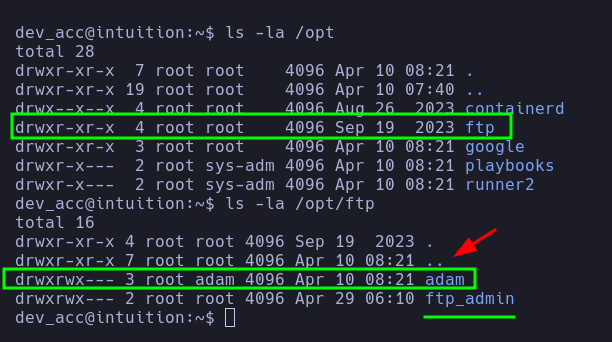 dev_acc@intuition:~$ ls -la /opt
total 28
drwxr-xr-x  7 root root    4096 Apr 10 08:21 .
drwxr-xr-x 19 root root    4096 Apr 10 07:40 ..
drwx--x--x  4 root root    4096 Aug 26  2023 containerd
drwxr-xr-x  4 root root    4096 Sep 19  2023 ftp
drwxr-xr-x  3 root root    4096 Apr 10 08:21 google
drwxr-x---  2 root sys-adm 4096 Apr 10 08:21 playbooks
drwxr-x---  2 root sys-adm 4096 Apr 10 08:21 runner2
dev_acc@intuition:~$ ls -la /opt/ftp
total 16
drwxr-xr-x 4 root root 4096 Sep 19  2023 .
drwxr-xr-x 7 root root 4096 Apr 10 08:21 ..
drwxrwx--- 3 root adam 4096 Apr 10 08:21 adam
drwxrwx--- 2 root root 4096 Apr 29 06:10 ftp_admin
dev_acc@intuition:~$